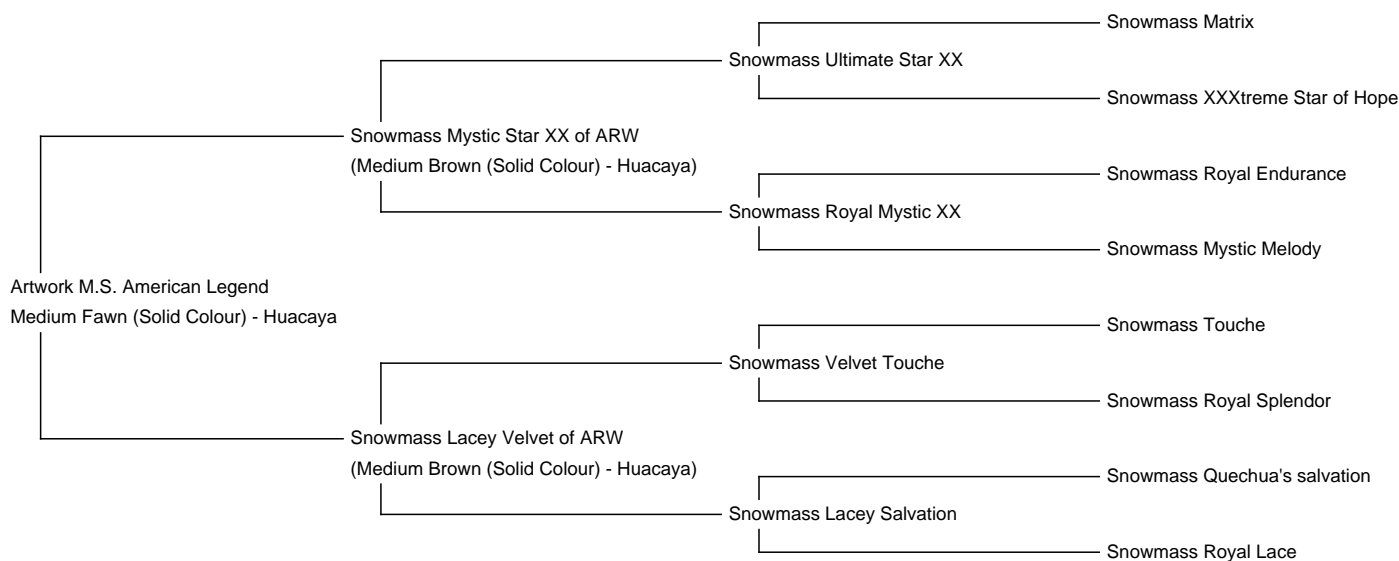 Snowmass Matrix
Snowmass Ultimate Star XX
Snowmass XXXtreme Star of Hope
Snowmass Mystic Star XX of ARW
(Medium Brown (Solid Colour) - Huacaya)
Snowmass Royal Endurance
Snowmass Royal Mystic XX
Snowmass Mystic Melody
Artwork M.S. American Legend
Medium Fawn (Solid Colour) - Huacaya
Snowmass Touche
Snowmass Velvet Touche
Snowmass Royal Splendor
Snowmass Lacey Velvet of ARW
(Medium Brown (Solid Colour) - Huacaya)
Snowmass Quechua's salvation
Snowmass Lacey Salvation
Snowmass Royal Lace